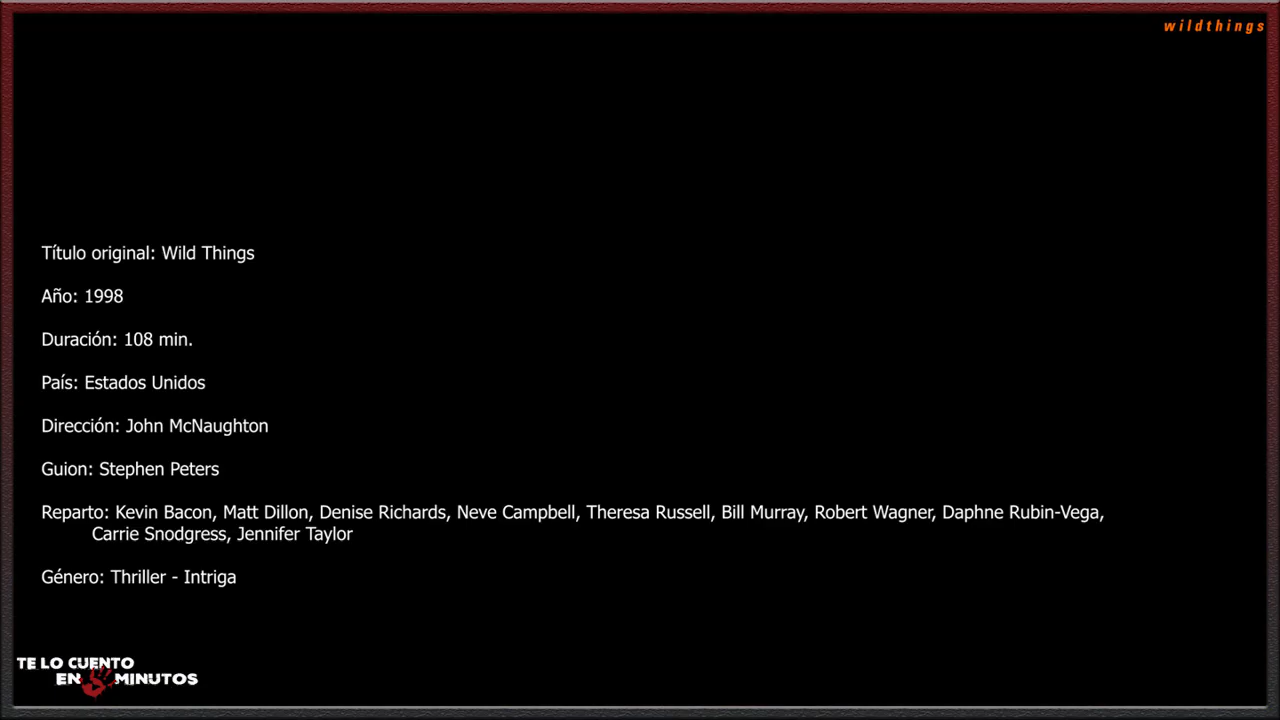 wildthings
Título original: Wild Things
Año: 1998
Duración: 108 min.
País: Estados Unidos
Dirección: John McNaughton
Guion: Stephen Peters
Reparto: Kevin Bacon, Matt Dillon, Denise Richards, Neve Campbell, Theresa Russell, Bill Murray, Robert Wagner, Daphne Rubin-Vega,
Carrie Snodgress, Jennifer Taylor
Género: Thriller - Intriga
TE LO CUENTO
EN MINUTOS